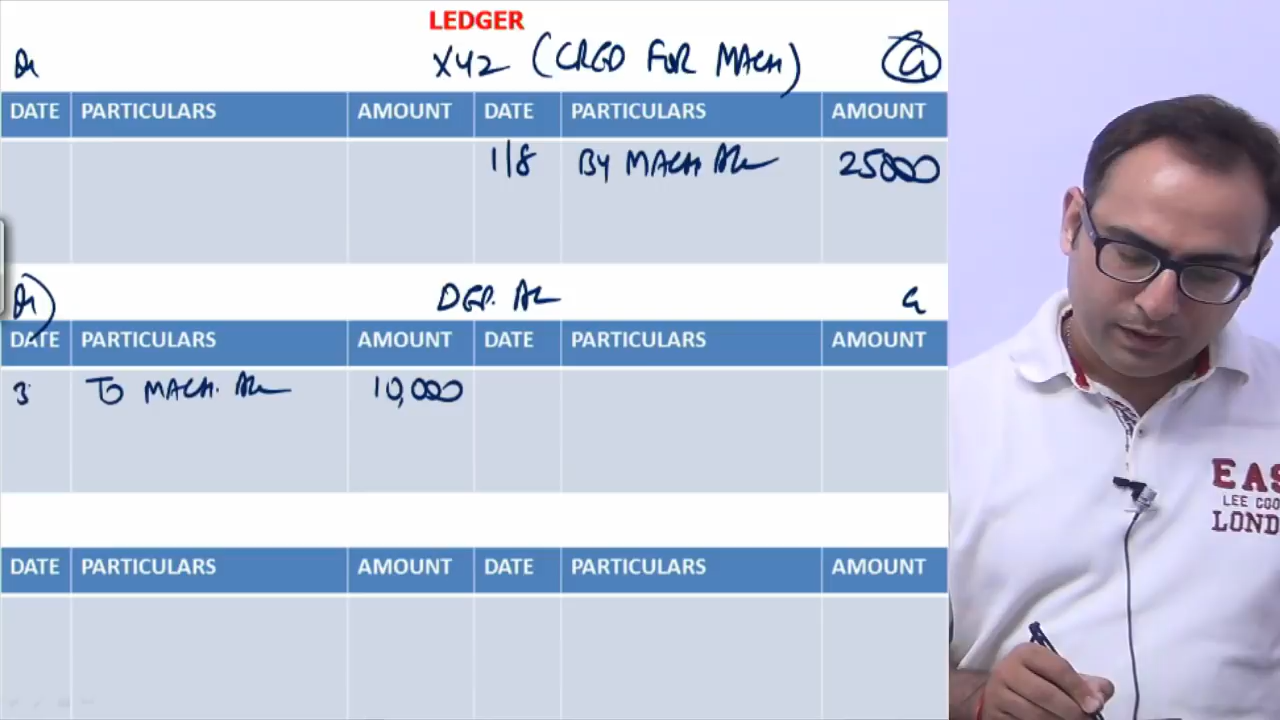 LEDGER
Dr XYZ (CRED FOR MACH) Cr
DATE PARTICULARS AMOUNT DATE PARTICULARS AMOUNT
1/8 By MACH. A/c 25000
Dr DEP. A/c Cr
DATE PARTICULARS AMOUNT DATE PARTICULARS AMOUNT
3 To MACH. A/c 10,000
DATE PARTICULARS AMOUNT DATE PARTICULARS AMOUNT
EAS
LEE COO
LOND